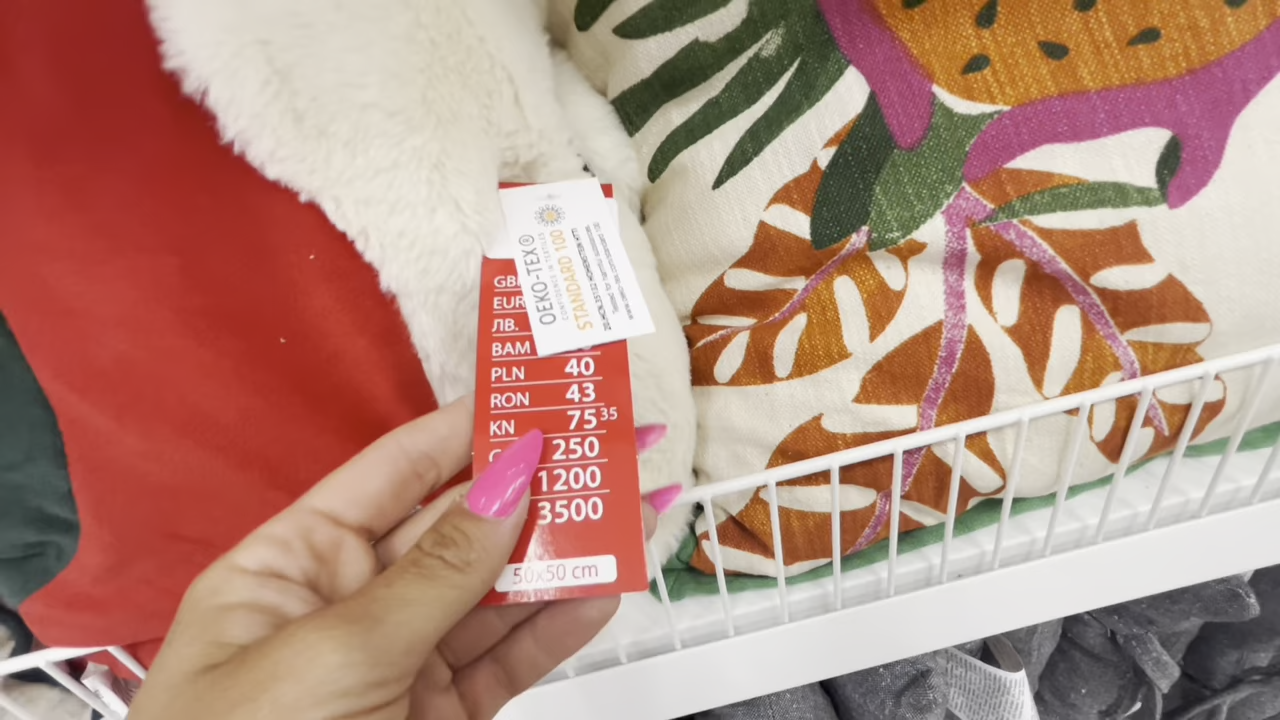 OEKO-TEX®
CONFIDENCE IN TEXTILES
STANDARD 100
GB
EUR
ЛВ.
BAM
PLN 40
RON 43
KN 75 35
250
1200
3500
50x50 cm